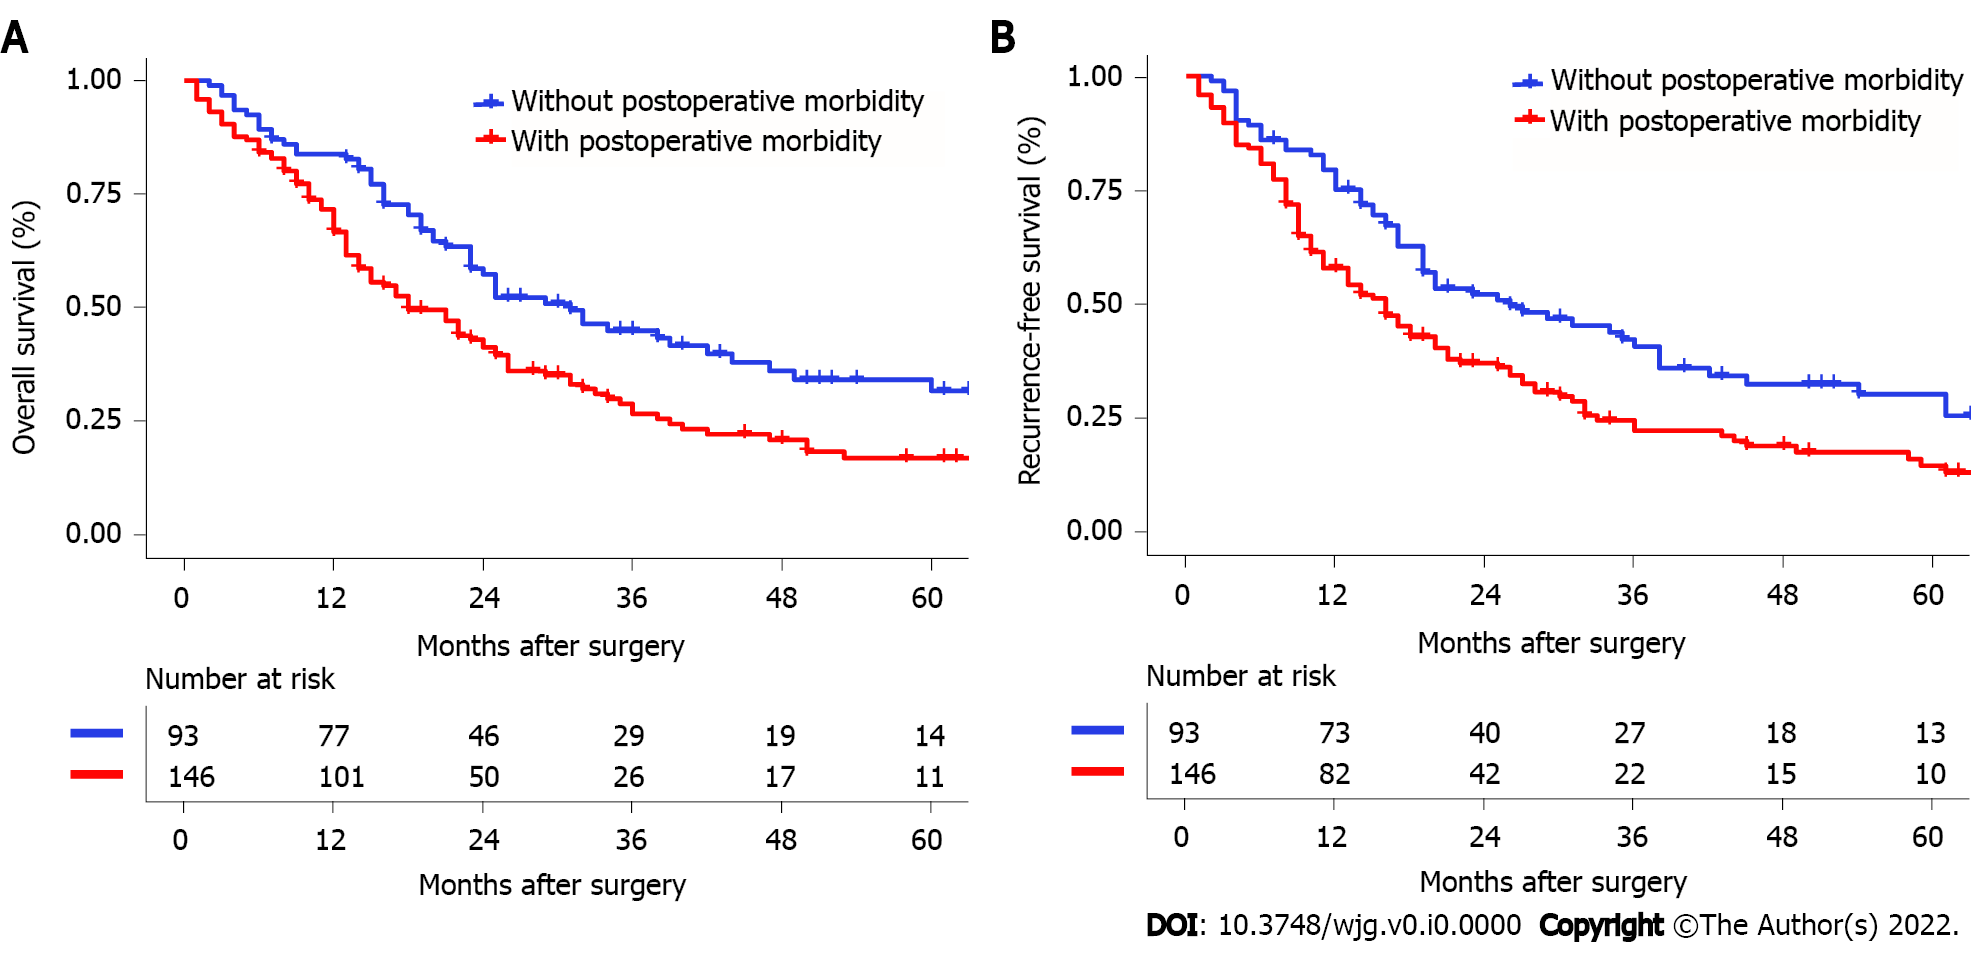 A
Overall survival (%)
1.00
0.75
0.50
0.25
0.00
Without postoperative morbidity
With postoperative morbidity
0 12 24 36 48 60
Months after surgery
Number at risk
93 77 46 29 19 14
146 101 50 26 17 11
0 12 24 36 48 60
Months after surgery
B
Recurrence-free survival (%)
1.00
0.75
0.50
0.25
0.00
Without postoperative morbidity
With postoperative morbidity
0 12 24 36 48 60
Months after surgery
Number at risk
93 73 40 27 18 13
146 82 42 22 15 10
0 12 24 36 48 60
Months after surgery
DOI: 10.3748/wjg.v0.i0.0000 Copyright ©The Author(s) 2022.